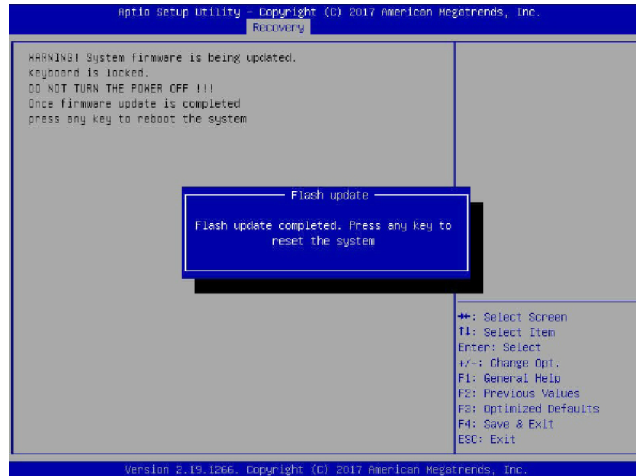 Aptio Setup Utility – Copyright (C) 2017 American Megatrends, Inc.
Recovery
WARNING! System firmware is being updated.
Keyboard is locked.
DO NOT TURN THE POWER OFF !!!
Once firmware update is completed
press any key to reboot the system
Flash update
Flash update completed. Press any key to
reset the system
→←: Select Screen
↑↓: Select Item
Enter: Select
+/-: Change Opt.
F1: General Help
F2: Previous Values
F3: Optimized Defaults
F4: Save & Exit
ESC: Exit
Version 2.19.1266. Copyright (C) 2017 American Megatrends, Inc.